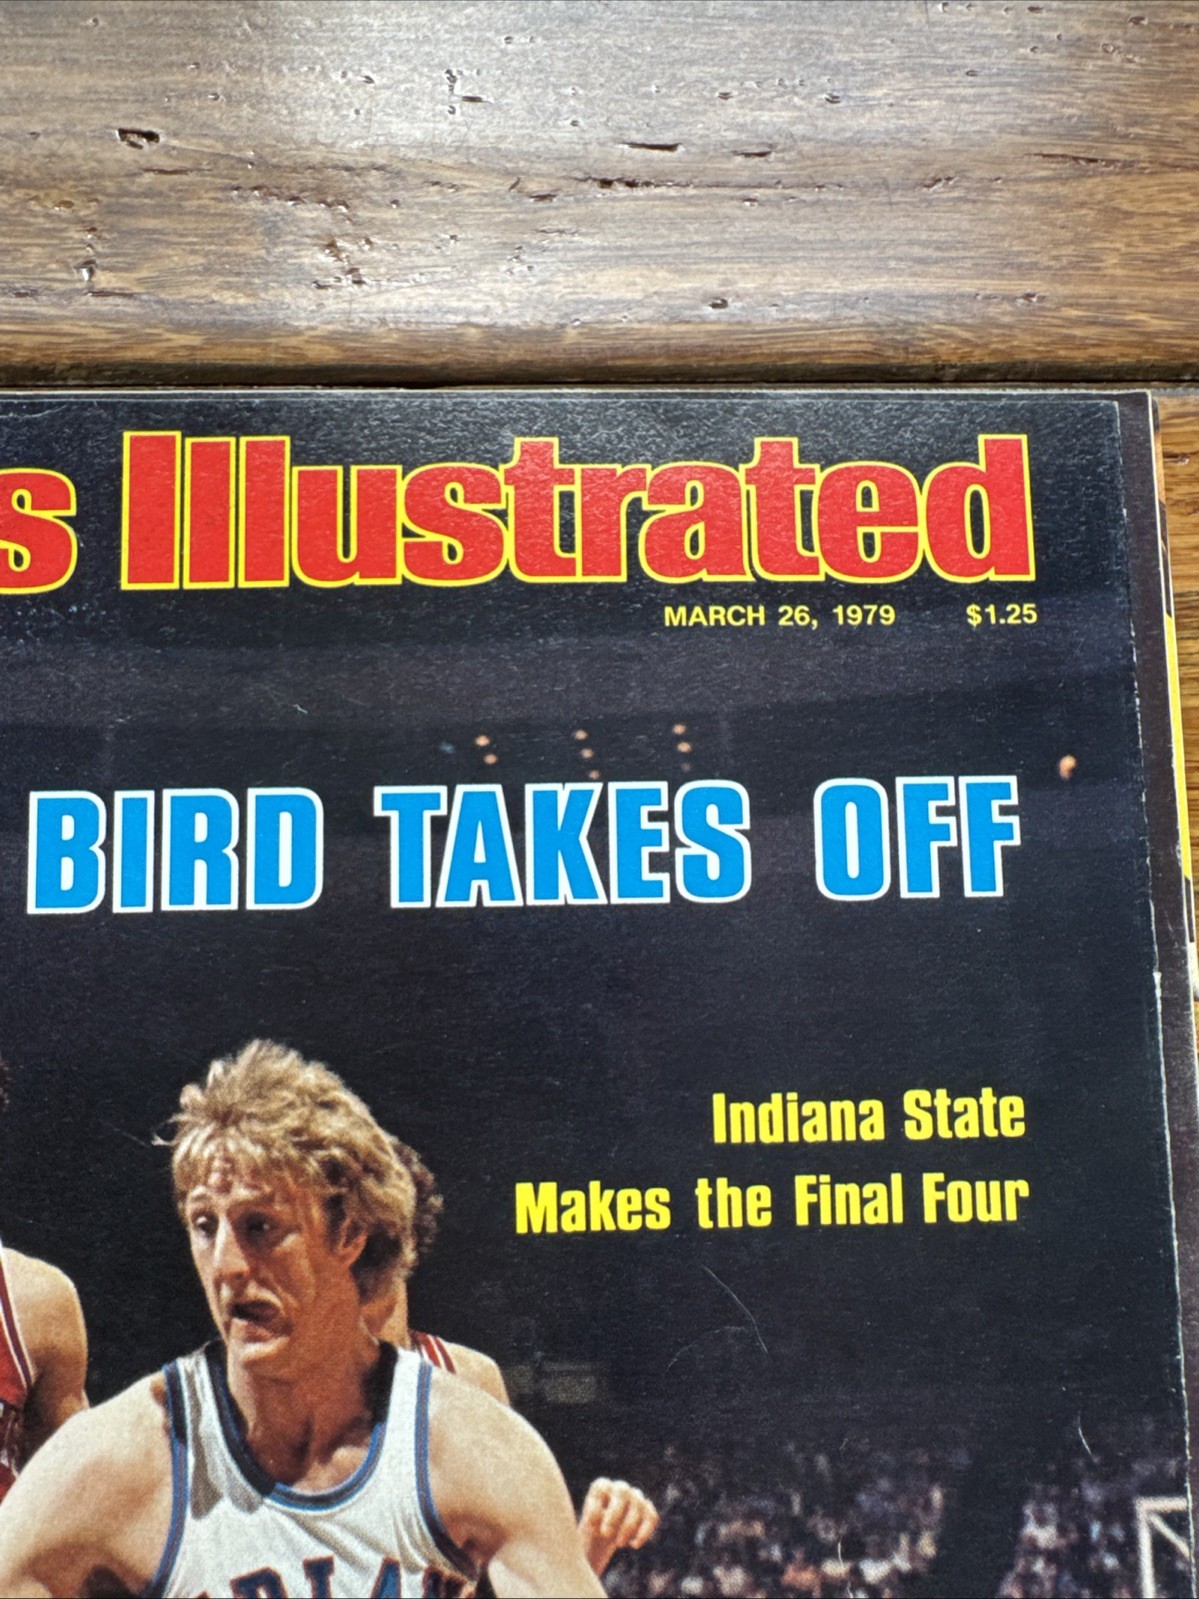 s Illustrated
MARCH 26, 1979 $1.25
BIRD TAKES OFF
Indiana State
Makes the Final Four